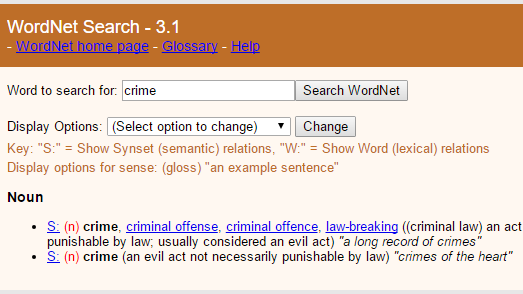 WordNet Search - 3.1
- WordNet home page - Glossary - Help
Word to search for: crime Search WordNet
Display Options: (Select option to change) Change
Key: "S:" = Show Synset (semantic) relations, "W:" = Show Word (lexical) relations
Display options for sense: (gloss) "an example sentence"
Noun
• S: (n) crime, criminal offense, criminal offence, law-breaking ((criminal law) an act
punishable by law; usually considered an evil act) "a long record of crimes"
• S: (n) crime (an evil act not necessarily punishable by law) "crimes of the heart"